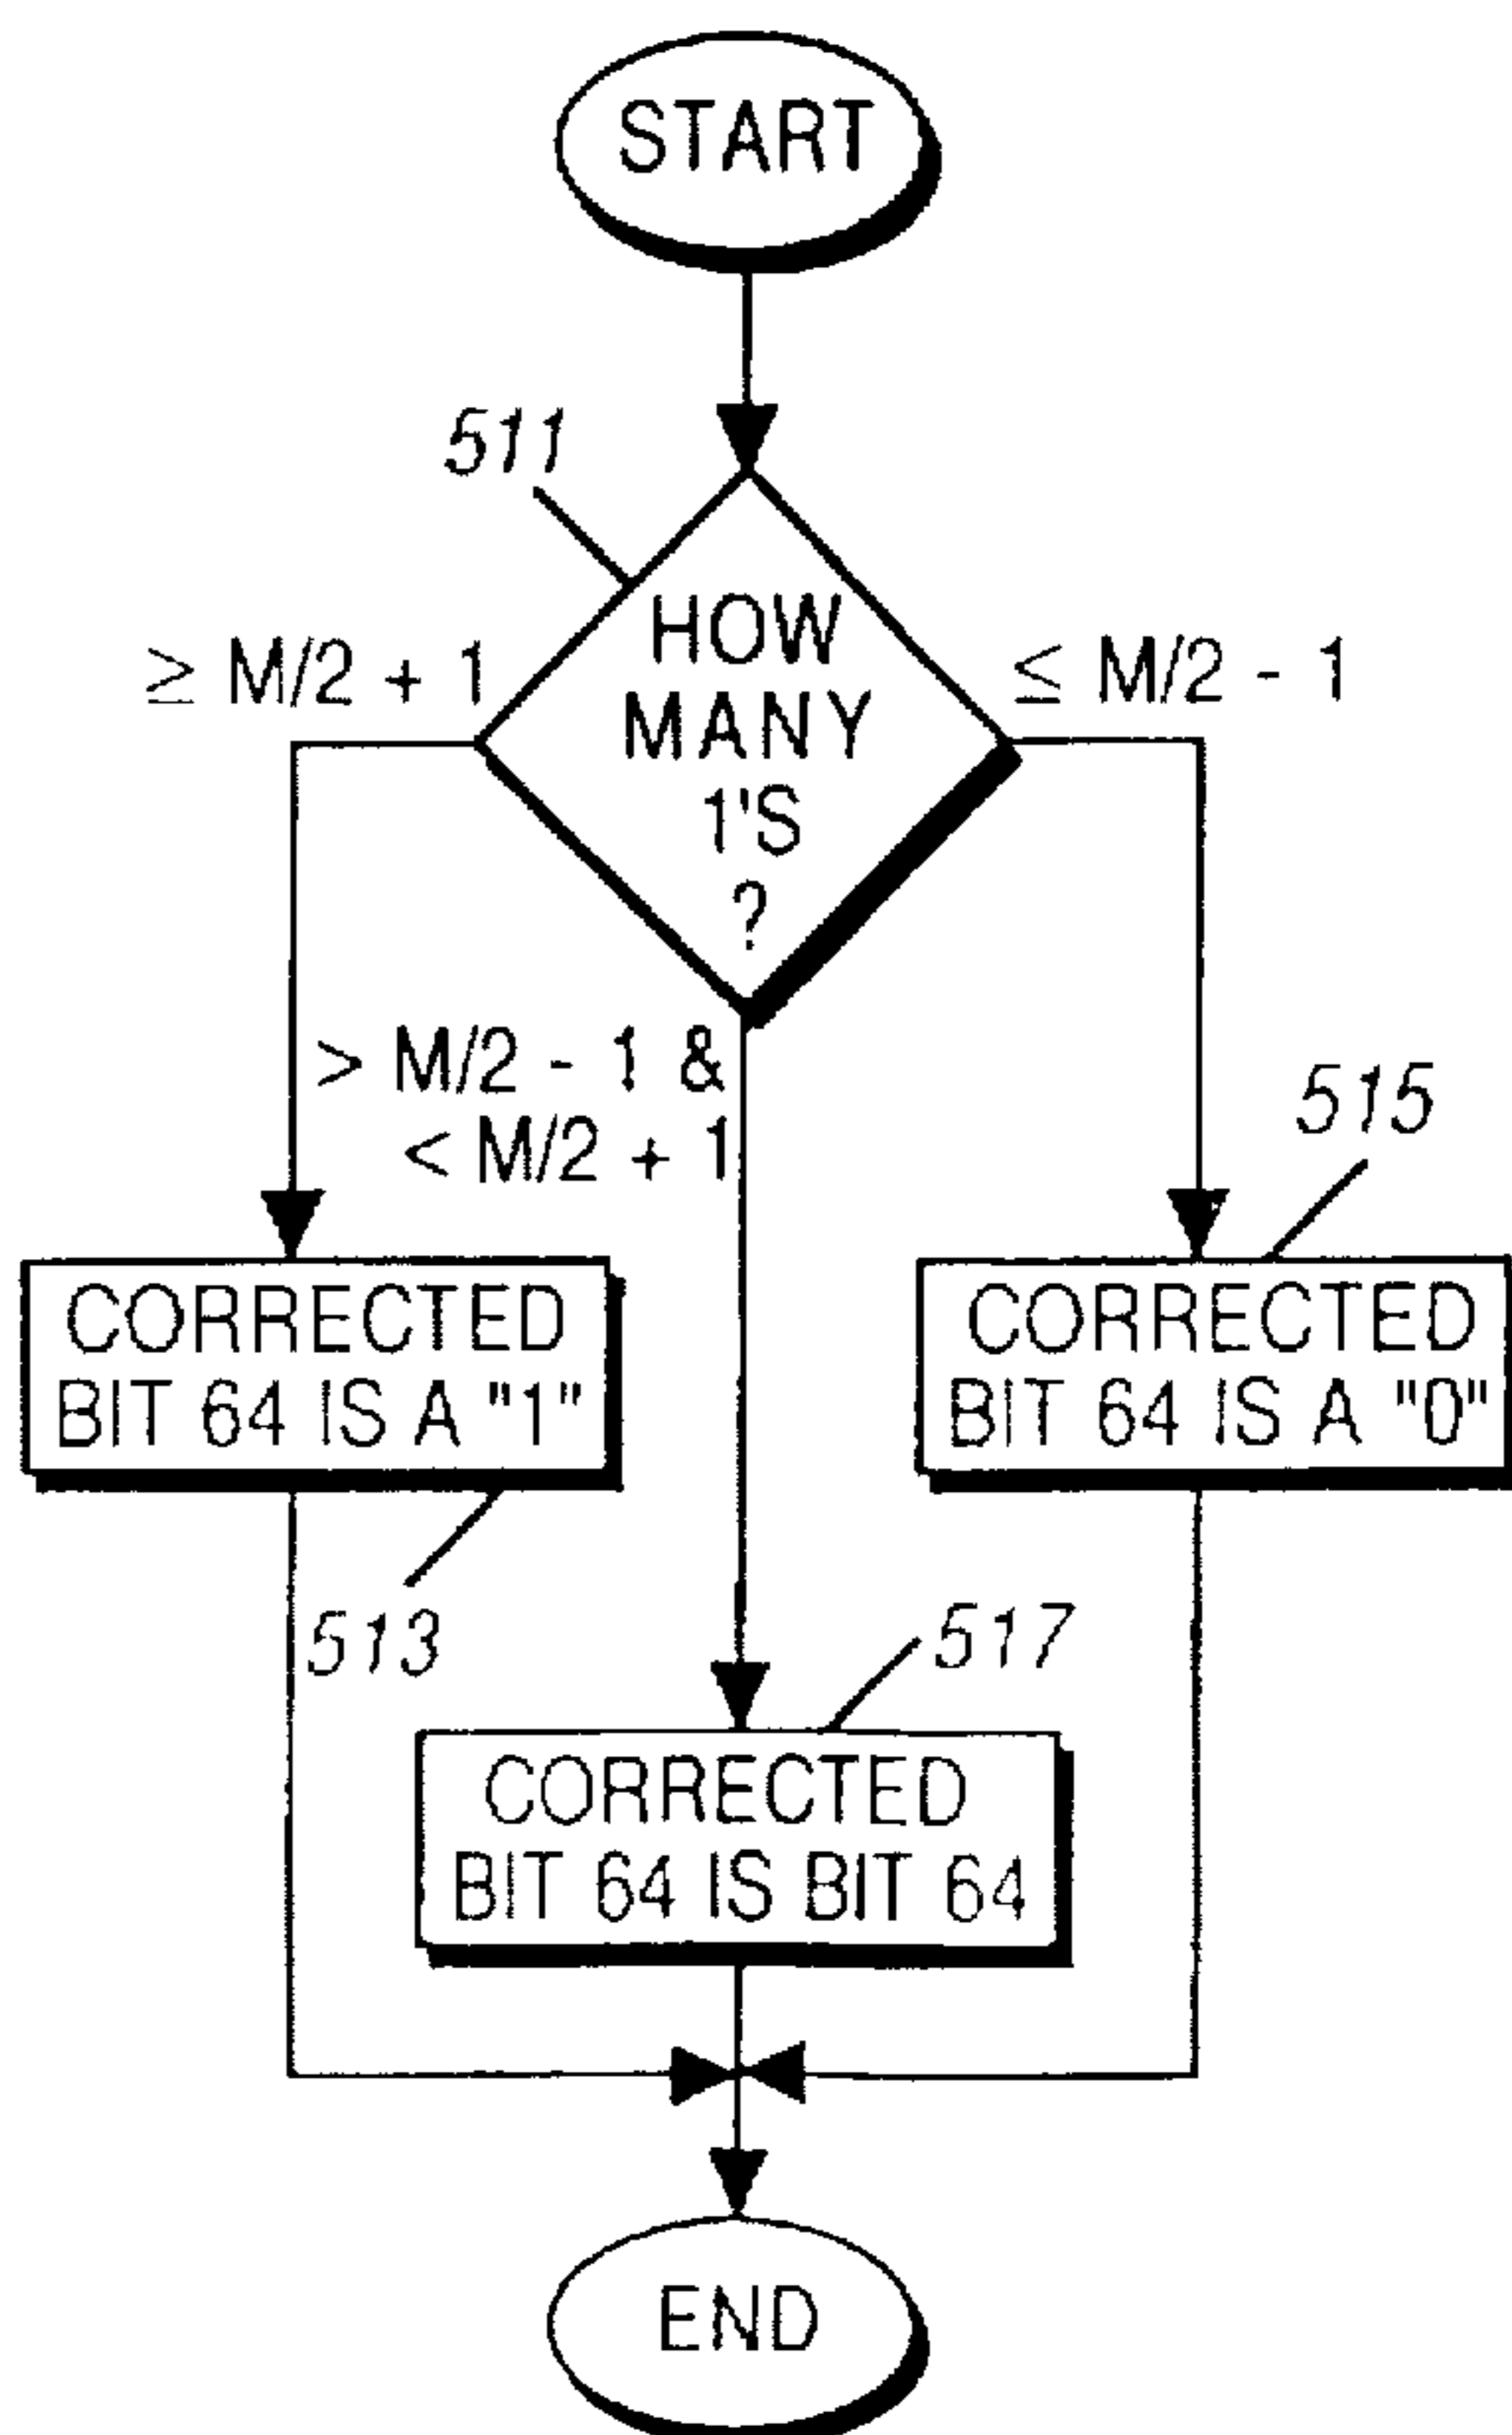 START
511
HOW
MANY
1'S
?
≥ M/2 + 1
≤ M/2 - 1
> M/2 - 1 &
< M/2 + 1
515
CORRECTED
BIT 64 IS A "1"
CORRECTED
BIT 64 IS A "0"
513
517
CORRECTED
BIT 64 IS BIT 64
END